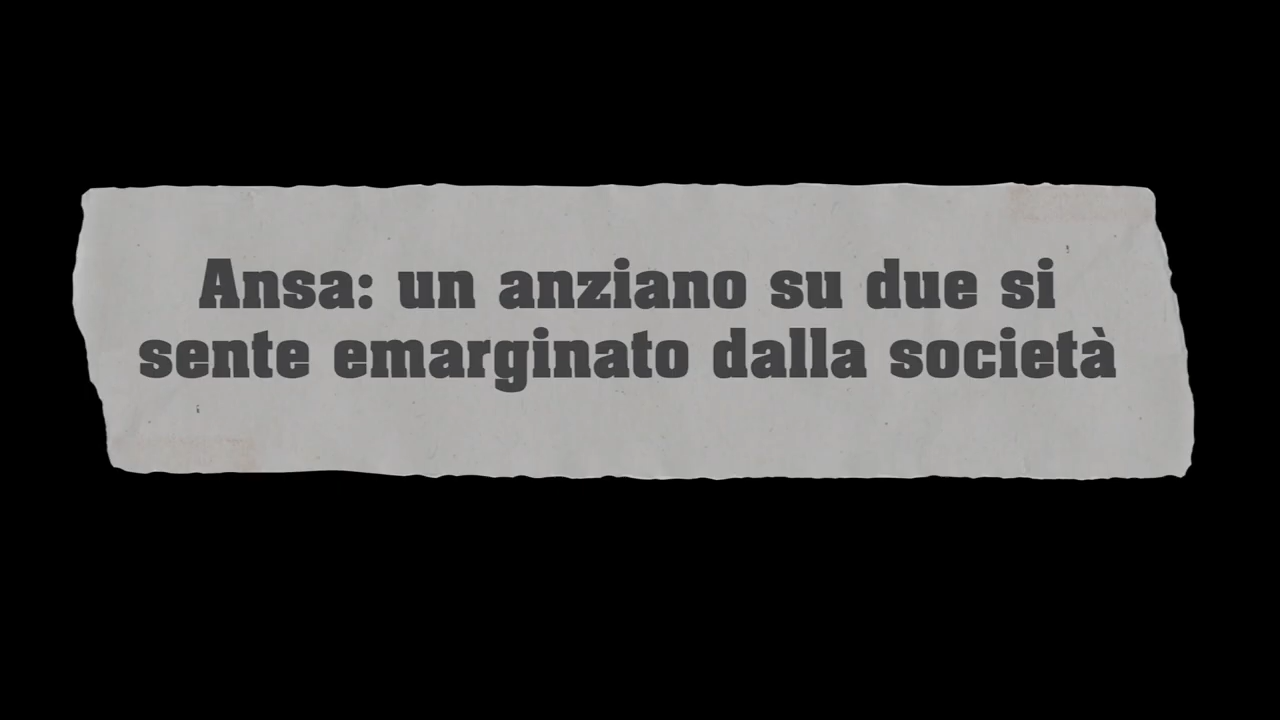 Ansa: un anziano su due si
sente emarginato dalla società